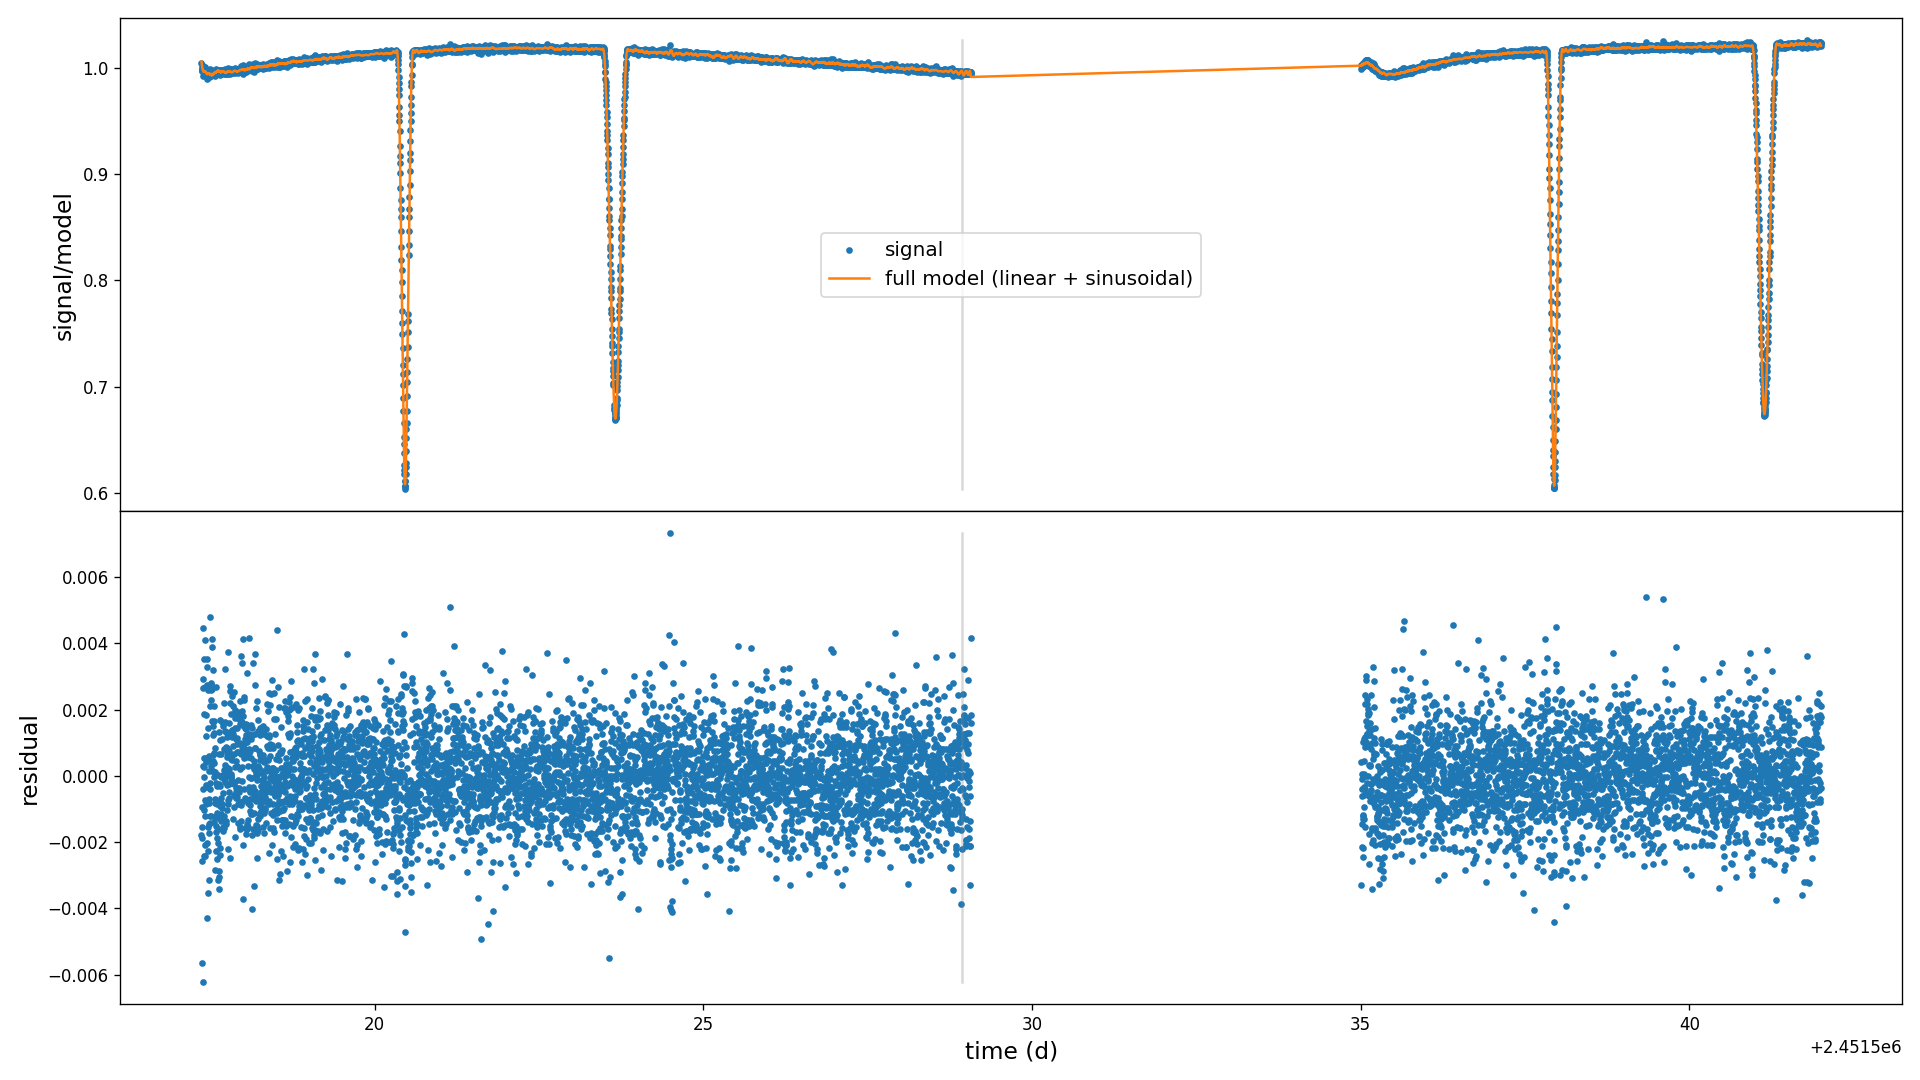 1.0
0.9
0.8
0.7
0.6
signal/model
signal
full model (linear + sinusoidal)
0.006
0.004
0.002
0.000
−0.002
−0.004
−0.006
residual
20
25
30
35
40
time (d)
+2.4515e6